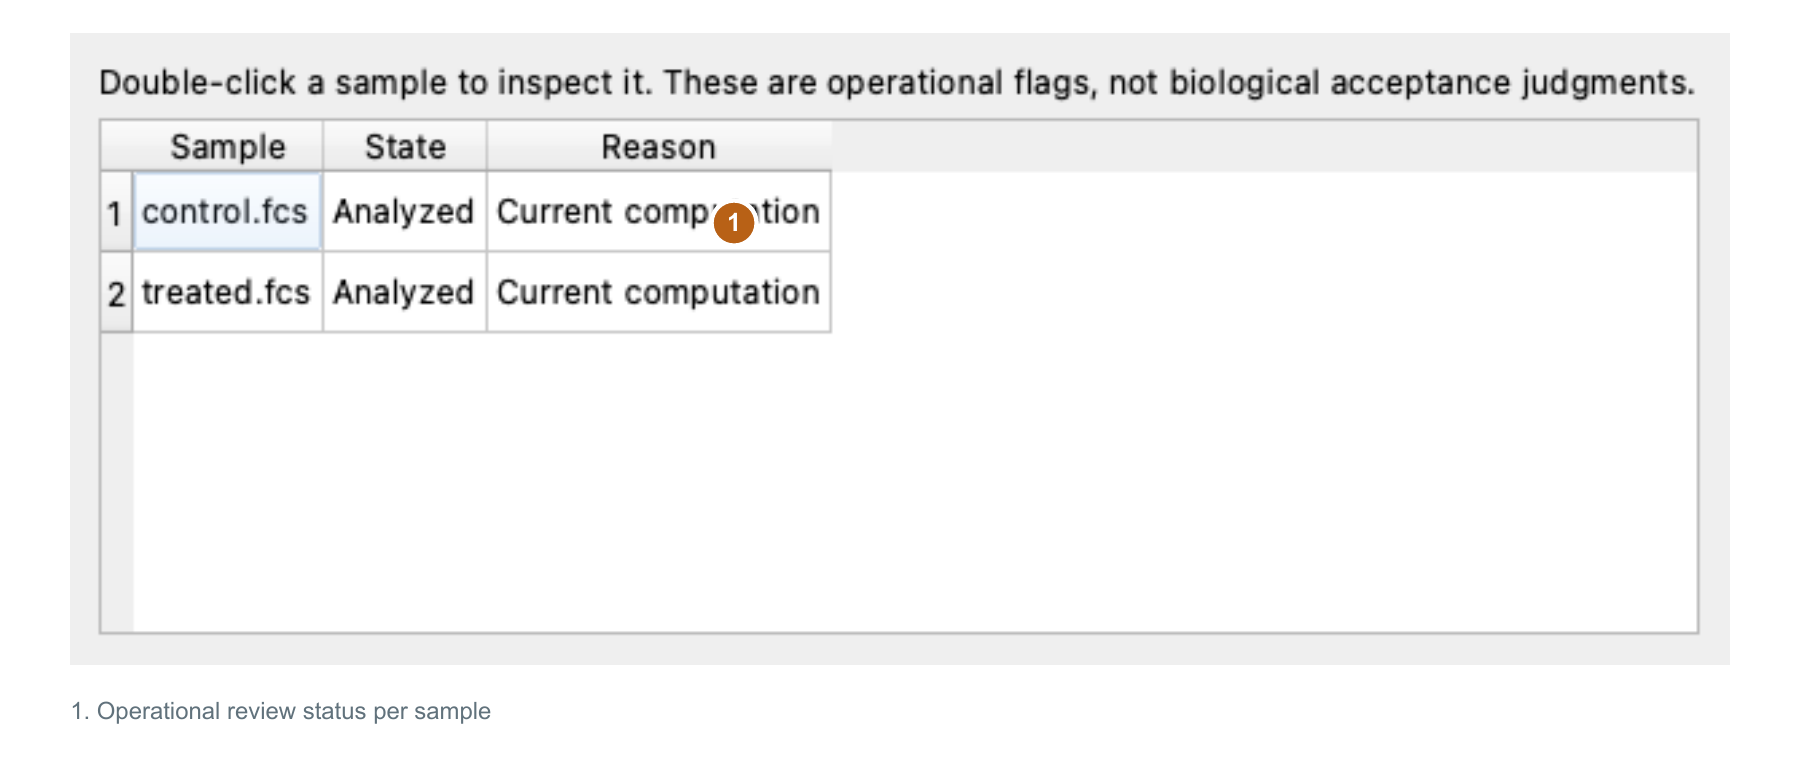 Double-click a sample to inspect it. These are operational flags, not biological acceptance judgments.
Sample State Reason
1 control.fcs Analyzed Current comp 1 tion
2 treated.fcs Analyzed Current computation
1. Operational review status per sample